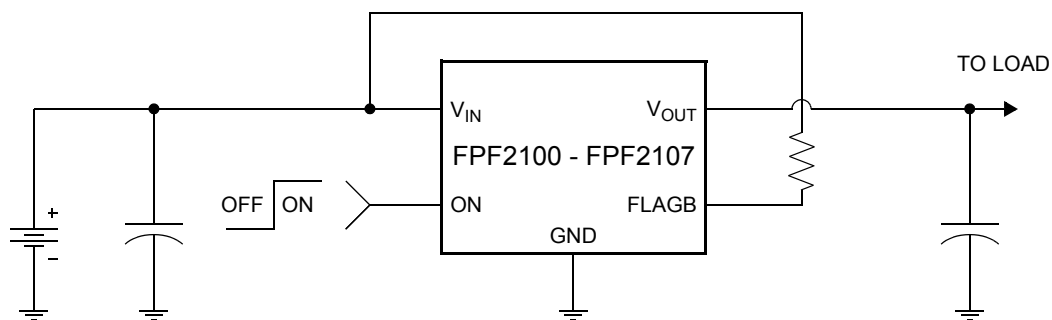 TO LOAD
VIN
VOUT
FPF2100 - FPF2107
OFF
ON
ON
FLAGB
GND
+
–